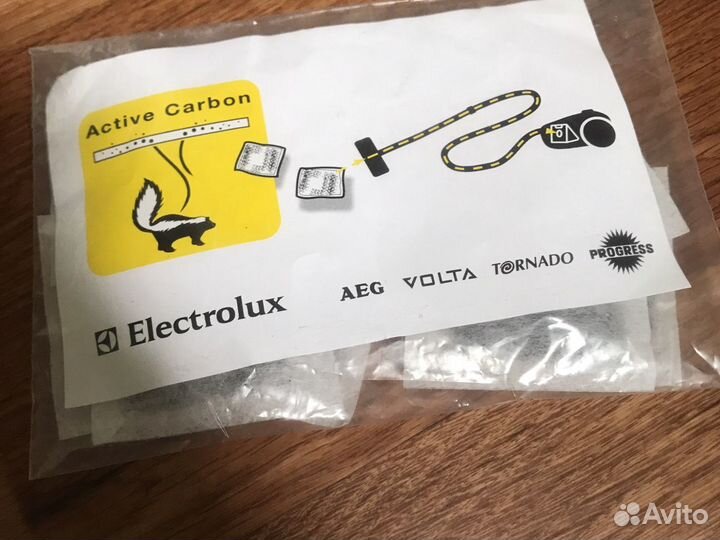 Active Carbon
Electrolux AEG VOLTA TORNADO PROGRESS
Avito